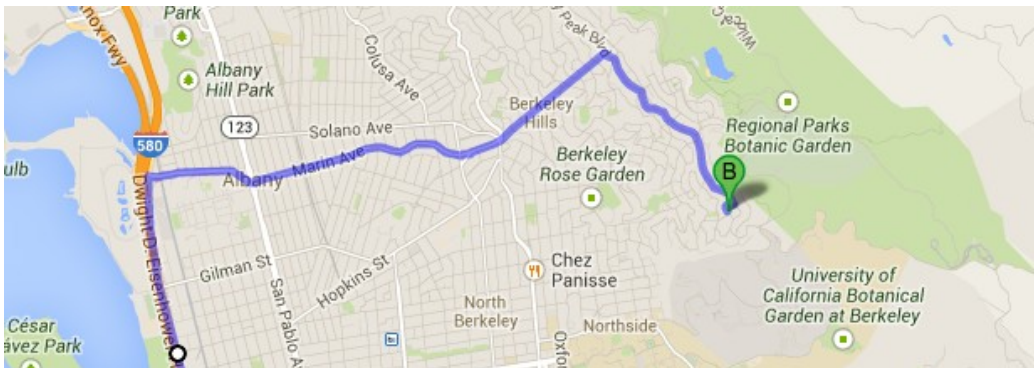 Park
nox Fwy
Albany
Hill Park
Colusa Ave
Peak Blvd
Wildcat C
580
123
Solano Ave
Berkeley
Hills
Regional Parks
Botanic Garden
ulb
Albany
Marin Ave
Berkeley
Rose Garden
B
Dwight D. Eisenhower
Gilman St
Hopkins St
San Pablo Av
Chez
Panisse
University of
California Botanical
Garden at Berkeley
North
Berkeley
Northside
Oxfo
César
ávez Park